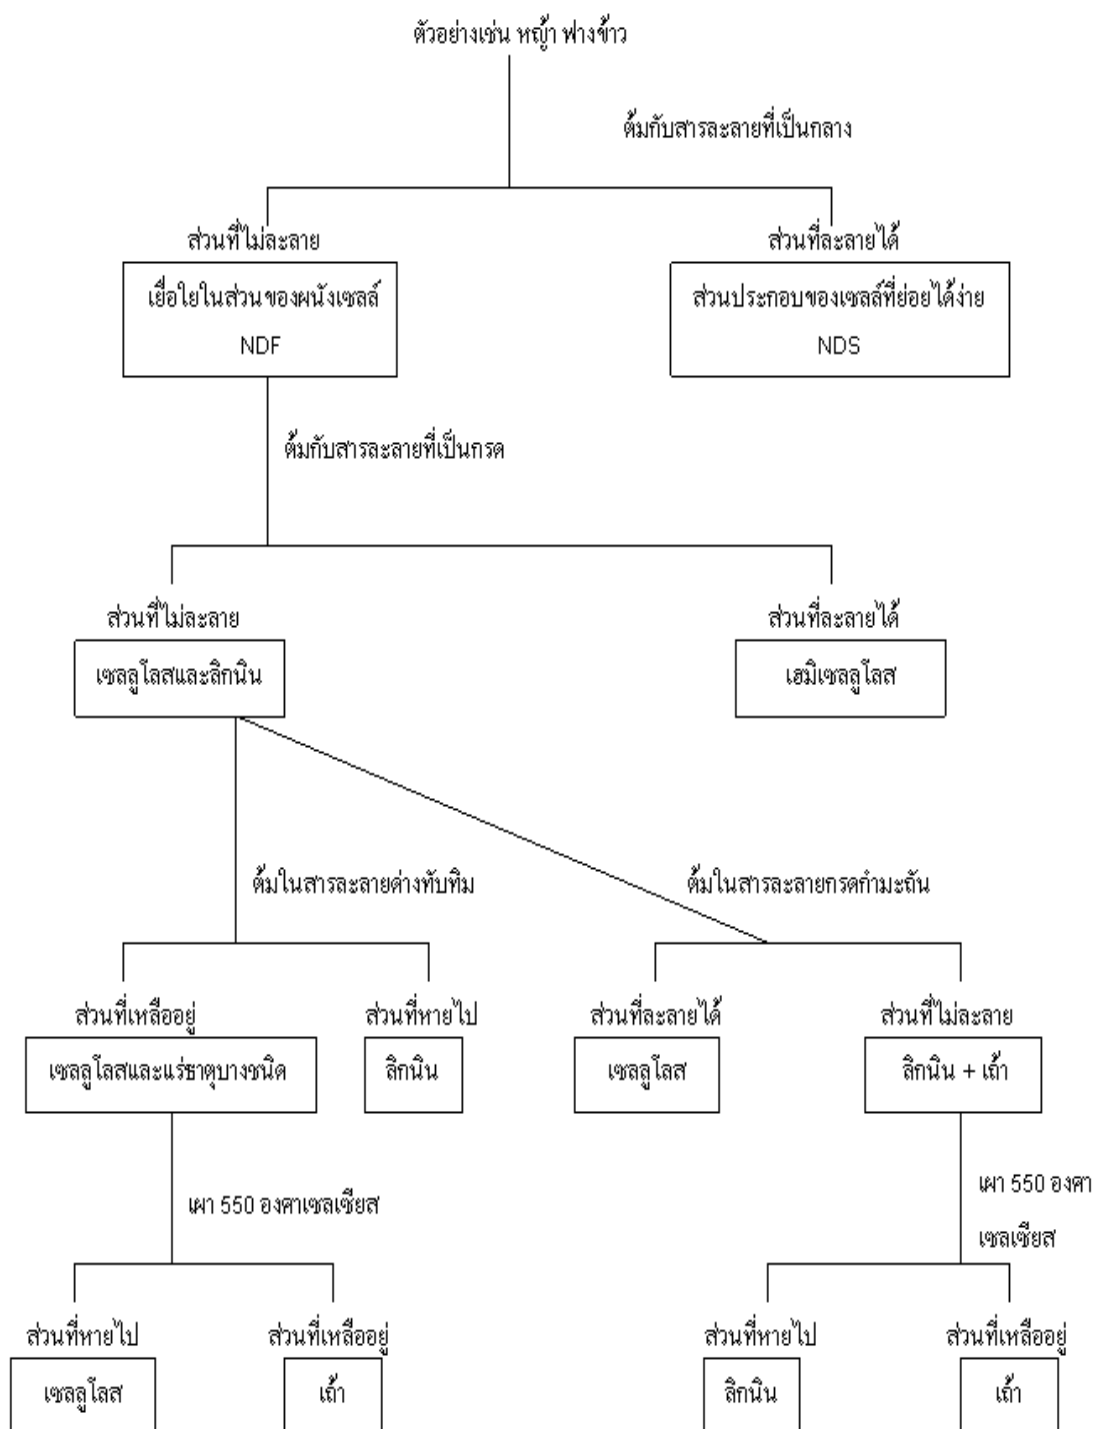 ตัวอย่างเช่น หญ้า ฟางข้าว
ต้มกับสารละลายที่เป็นกลาง
ส่วนที่ไม่ละลาย
ส่วนที่ละลายได้
เยื่อใยในส่วนของผนังเซลล์
NDF
ส่วนประกอบของเซลล์ที่ย่อยได้ง่าย
NDS
ต้มกับสารละลายที่เป็นกรด
ส่วนที่ไม่ละลาย
ส่วนที่ละลายได้
เซลลูโลสและลิกนิน
เฮมิเซลลูโลส
ต้มในสารละลายด่างทับทิม
ต้มในสารละลายกรดกำมะถัน
ส่วนที่เหลืออยู่
ส่วนที่หายไป
ส่วนที่ละลายได้
ส่วนที่ไม่ละลาย
เซลลูโลสและแร่ธาตุบางชนิด
ลิกนิน
เซลลูโลส
ลิกนิน + เถ้า
เผา 550 องศาเซลเซียส
เผา 550 องศา
เซลเซียส
ส่วนที่หายไป
ส่วนที่เหลืออยู่
ส่วนที่หายไป
ส่วนที่เหลืออยู่
เซลลูโลส
เถ้า
ลิกนิน
เถ้า